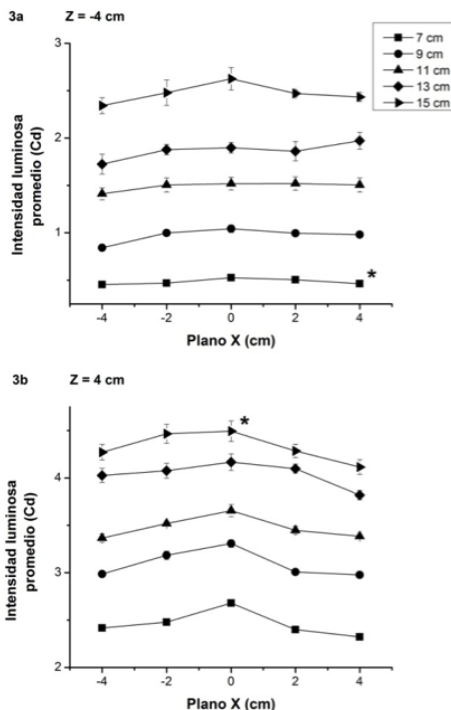 3a Z = -4 cm
7 cm
9 cm
11 cm
13 cm
15 cm
Intensidad luminosa
promedio (Cd)
3
2
1
-4 -2 0 2 4
*
Plano X (cm)
3b Z = 4 cm
Intensidad luminosa
promedio (Cd)
4
3
2
*
-4 -2 0 2 4
Plano X (cm)